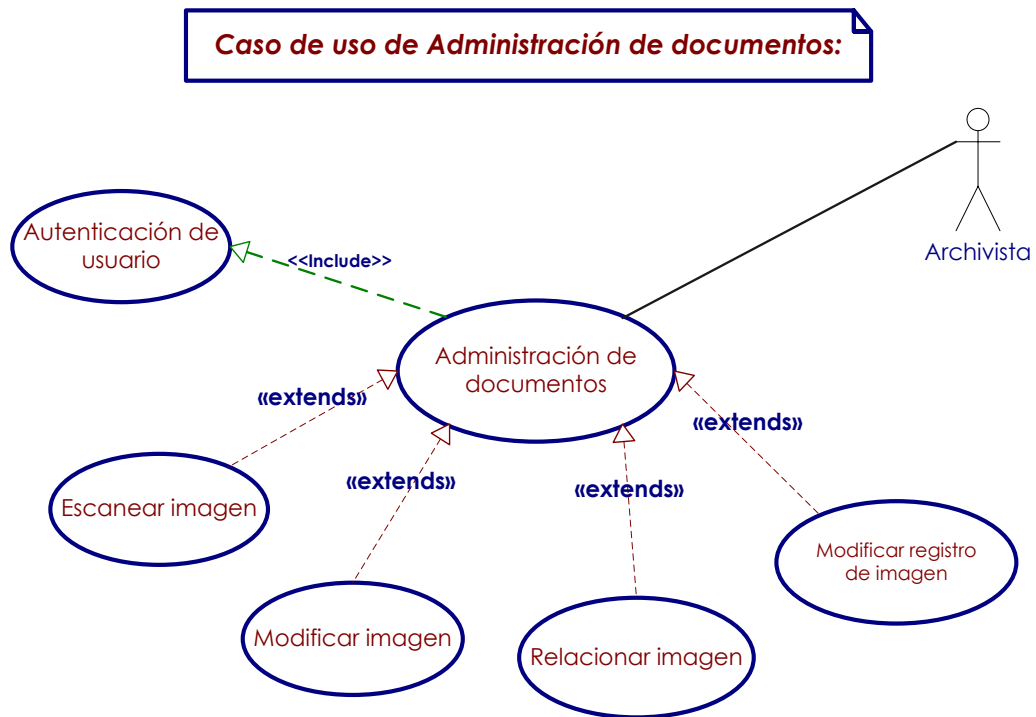 Caso de uso de Administración de documentos:
Autenticación de
usuario
<<Include>>
Archivista
Administración de
documentos
«extends»
«extends»
«extends»
«extends»
Escanear imagen
Modificar imagen
Relacionar imagen
Modificar registro
de imagen